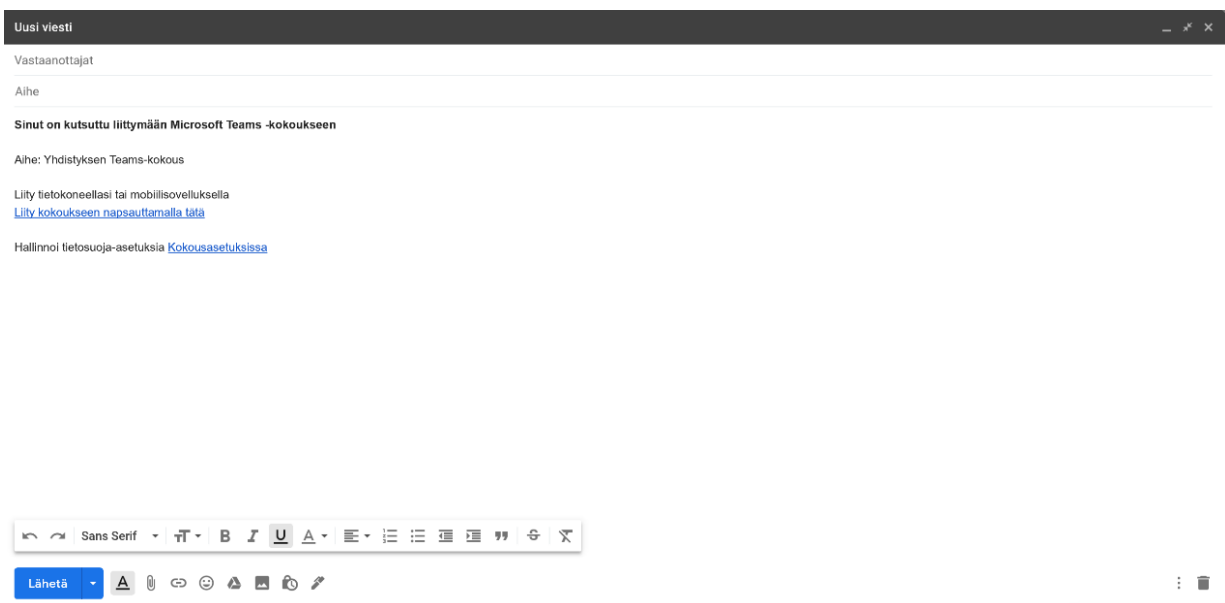 Uusi viesti
Vastaanottajat
Aihe
Sinut on kutsuttu liittymään Microsoft Teams -kokoukseen
Aihe: Yhdistyksen Teams-kokous
Liity tietokoneellasi tai mobiilisovelluksella
Liity kokoukseen napsauttamalla tätä
Hallinnoi tietosuoja-asetuksia Kokousasetuksissa
Sans Serif
Lähetä